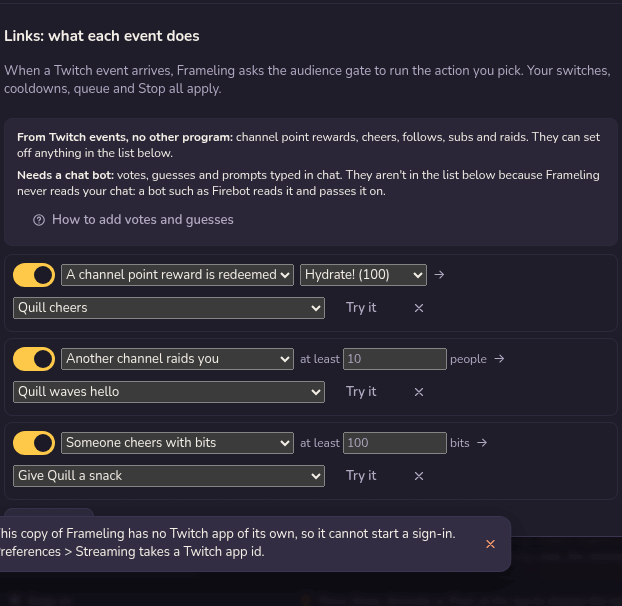 Links: what each event does
When a Twitch event arrives, Frameling asks the audience gate to run the action you pick. Your switches,
cooldowns, queue and Stop all apply.
From Twitch events, no other program: channel point rewards, cheers, follows, subs and raids. They can set
off anything in the list below.
Needs a chat bot: votes, guesses and prompts typed in chat. They aren't in the list below because Frameling
never reads your chat: a bot such as Firebot reads it and passes it on.
How to add votes and guesses
A channel point reward is redeemed Hydrate! (100) →
Quill cheers Try it ×
Another channel raids you at least 10 people →
Quill waves hello Try it ×
Someone cheers with bits at least 100 bits →
Give Quill a snack Try it ×
his copy of Frameling has no Twitch app of its own, so it cannot start a sign-in. ×
references > Streaming takes a Twitch app id.